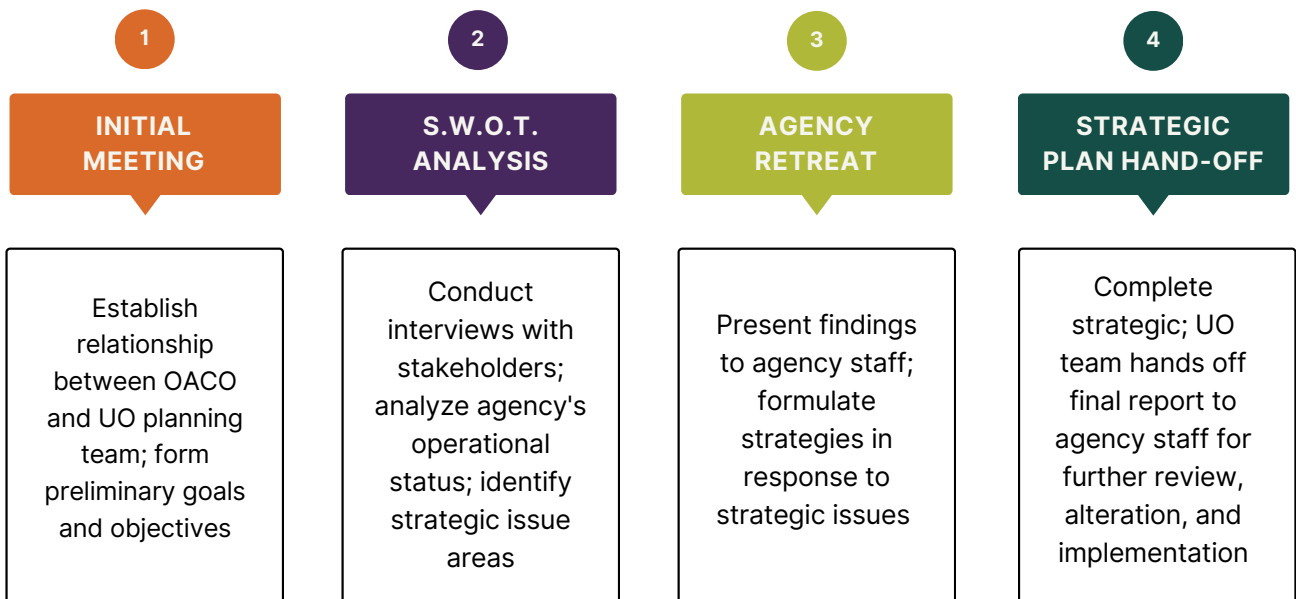 1
INITIAL
MEETING
Establish
relationship
between OACO
and UO planning
team; form
preliminary goals
and objectives
2
S.W.O.T.
ANALYSIS
Conduct
interviews with
stakeholders;
analyze agency's
operational
status; identify
strategic issue
areas
3
AGENCY
RETREAT
Present findings
to agency staff;
formulate
strategies in
response to
strategic issues
4
STRATEGIC
PLAN HAND-OFF
Complete
strategic; UO
team hands off
final report to
agency staff for
further review,
alteration, and
implementation